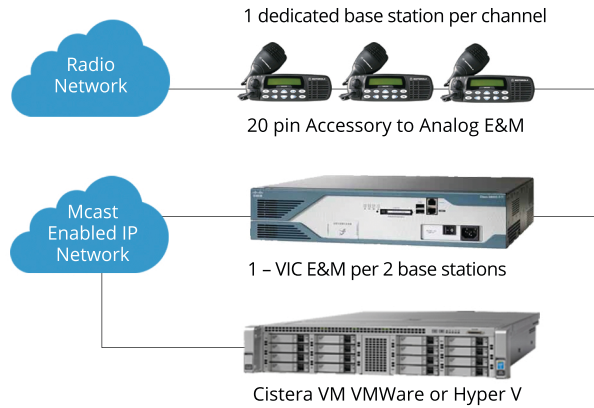 1 dedicated base station per channel
Radio
Network
20 pin Accessory to Analog E&M
Mcast
Enabled IP
Network
1 – VIC E&M per 2 base stations
Cistera VM VMWare or Hyper V